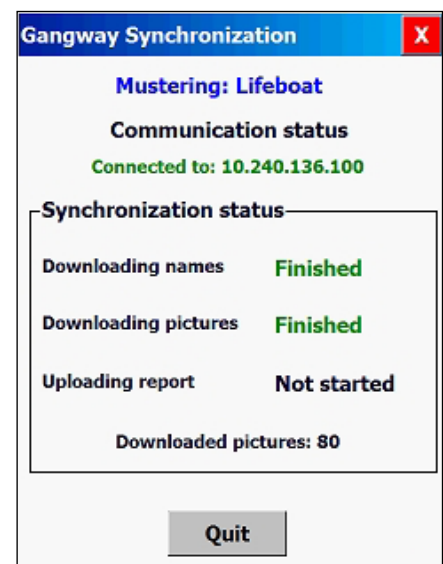 Gangway Synchronization X
Mustering: Lifeboat
Communication status
Connected to: 10.240.136.100
Synchronization status
Downloading names Finished
Downloading pictures Finished
Uploading report Not started
Downloaded pictures: 80
Quit